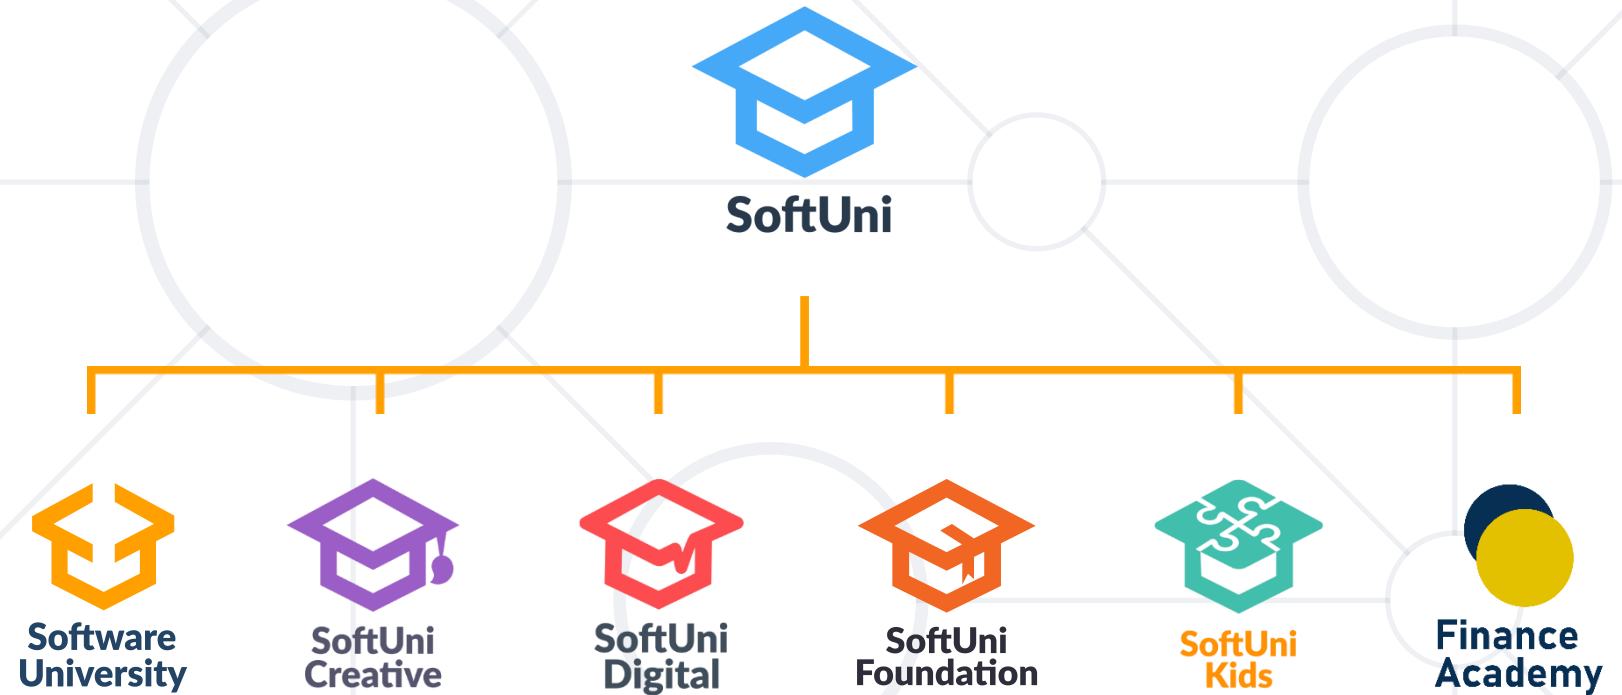 SoftUni
Software
University
SoftUni
Creative
SoftUni
Digital
SoftUni
Foundation
SoftUni
Kids
Finance
Academy